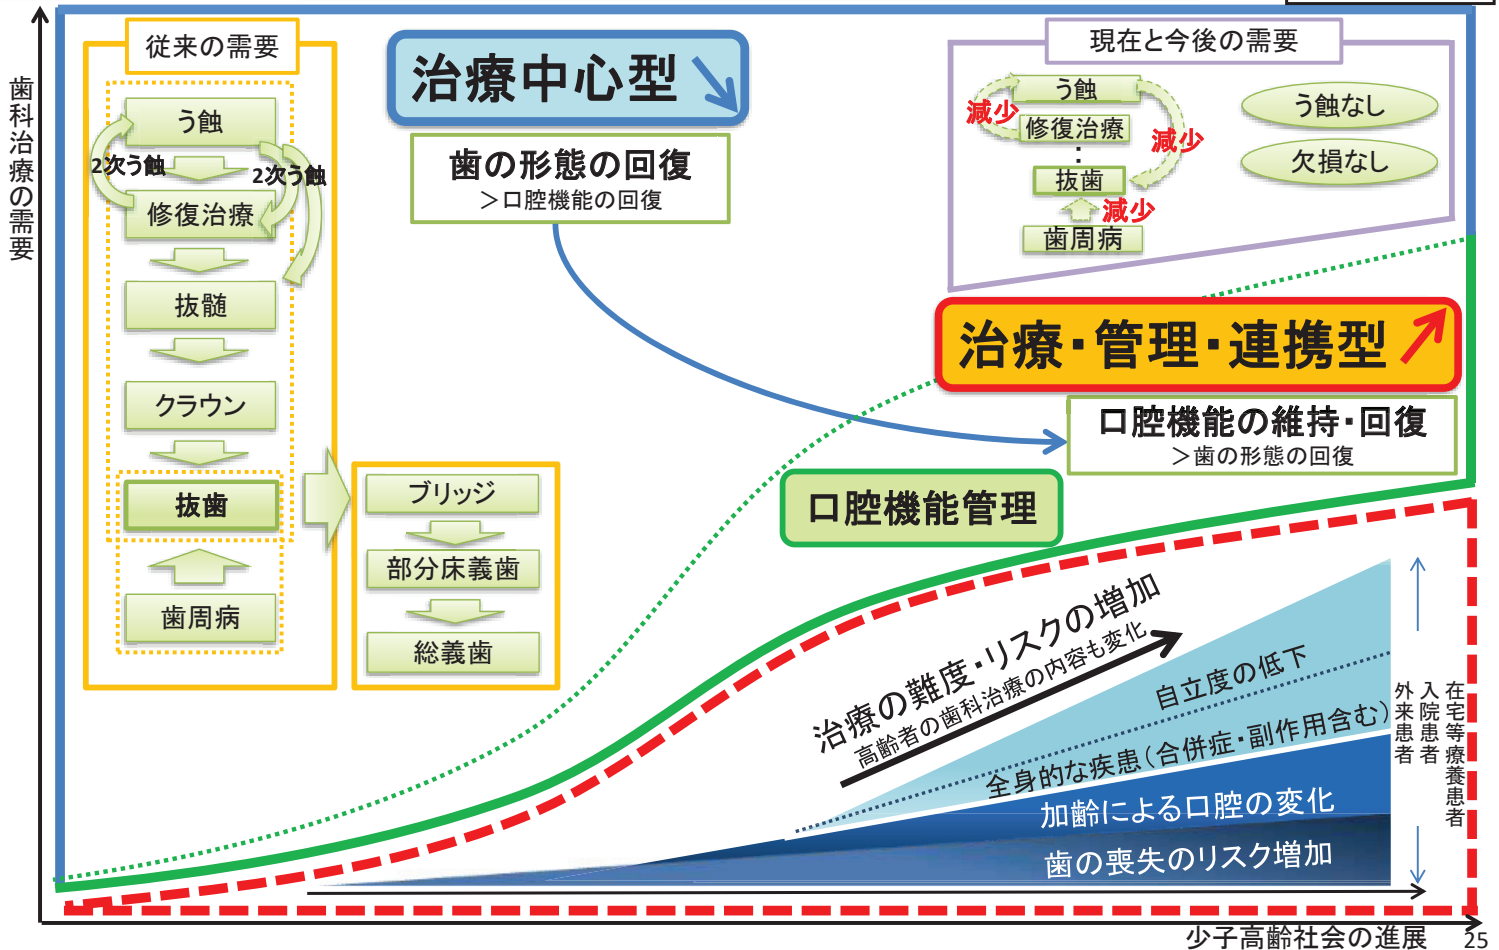 歯科治療の需要
従来の需要
う蝕
2次う蝕
2次う蝕
修復治療
抜髄
クラウン
抜歯
歯周病
ブリッジ
部分床義歯
総義歯
治療中心型
歯の形態の回復
＞口腔機能の回復
現在と今後の需要
う蝕
減少
修復治療
減少
：
抜歯
減少
歯周病
う蝕なし
欠損なし
治療・管理・連携型
口腔機能の維持・回復
＞歯の形態の回復
口腔機能管理
治療の難度・リスクの増加
高齢者の歯科治療の内容も変化
自立度の低下
全身的な疾患（合併症・副作用含む）
加齢による口腔の変化
歯の喪失のリスク増加
在宅等療養患者
入院患者
外来患者
少子高齢社会の進展
25